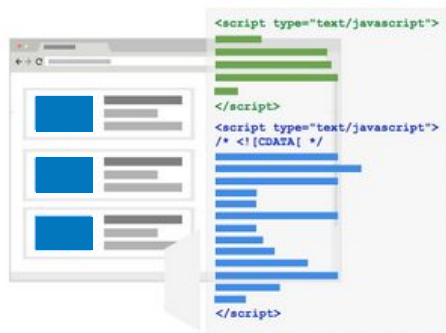 <script type="text/javascript">
</script>
<script type="text/javascript">
/* <![CDATA[ */
</script>